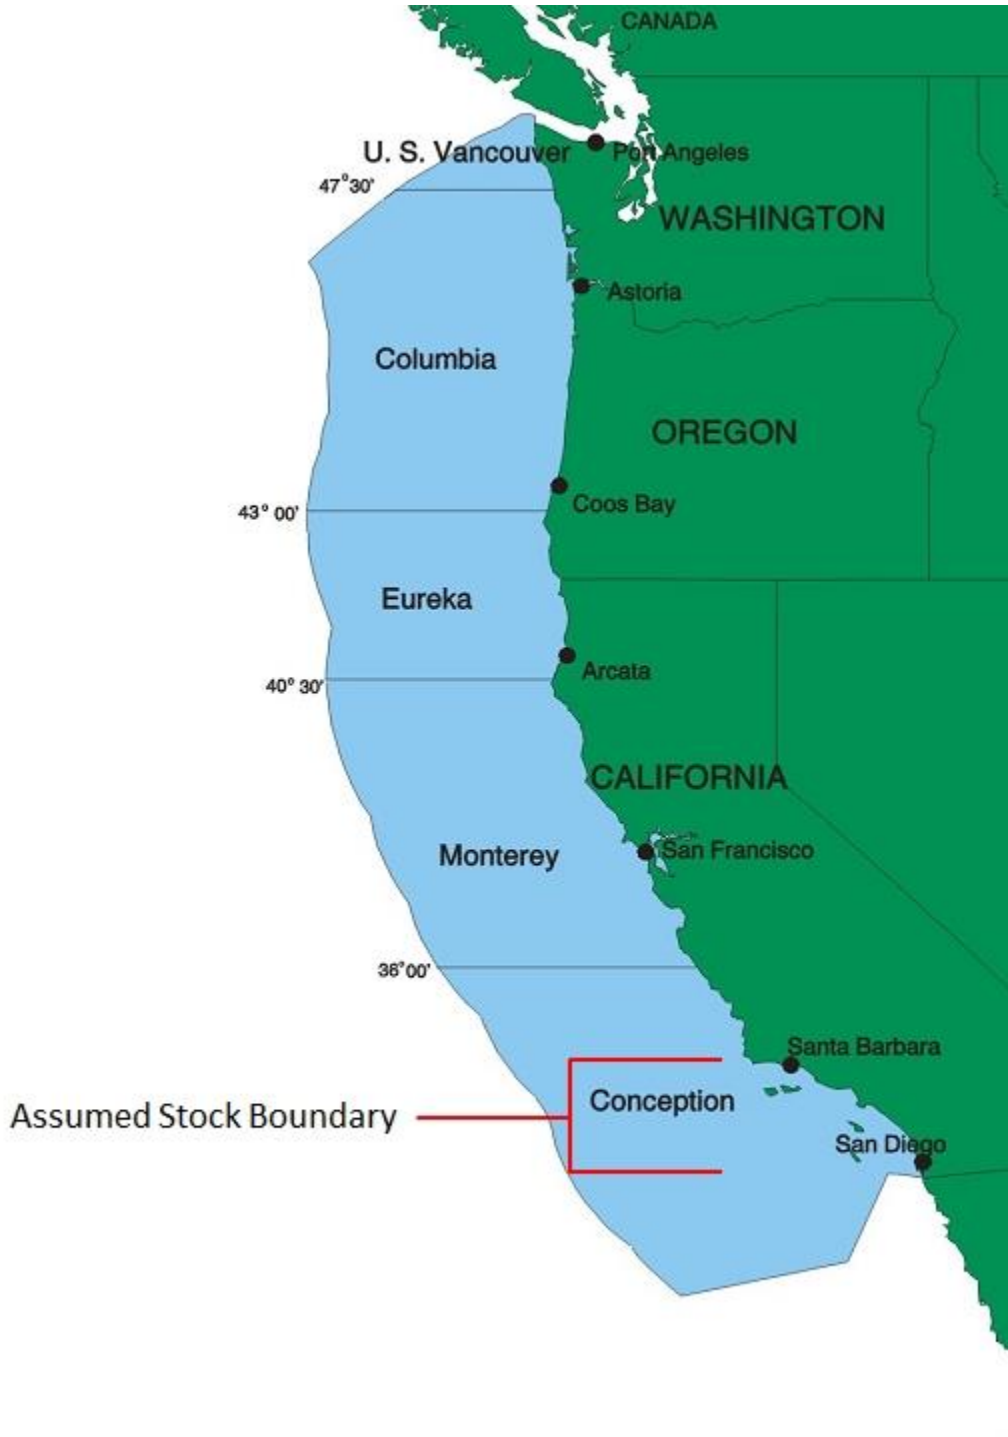 CANADA
U. S. Vancouver
Port Angeles
47°30'
WASHINGTON
Astoria
Columbia
OREGON
Coos Bay
43° 00'
Eureka
Arcata
40° 30'
CALIFORNIA
San Francisco
Monterey
36°00'
Santa Barbara
Conception
Assumed Stock Boundary
San Diego